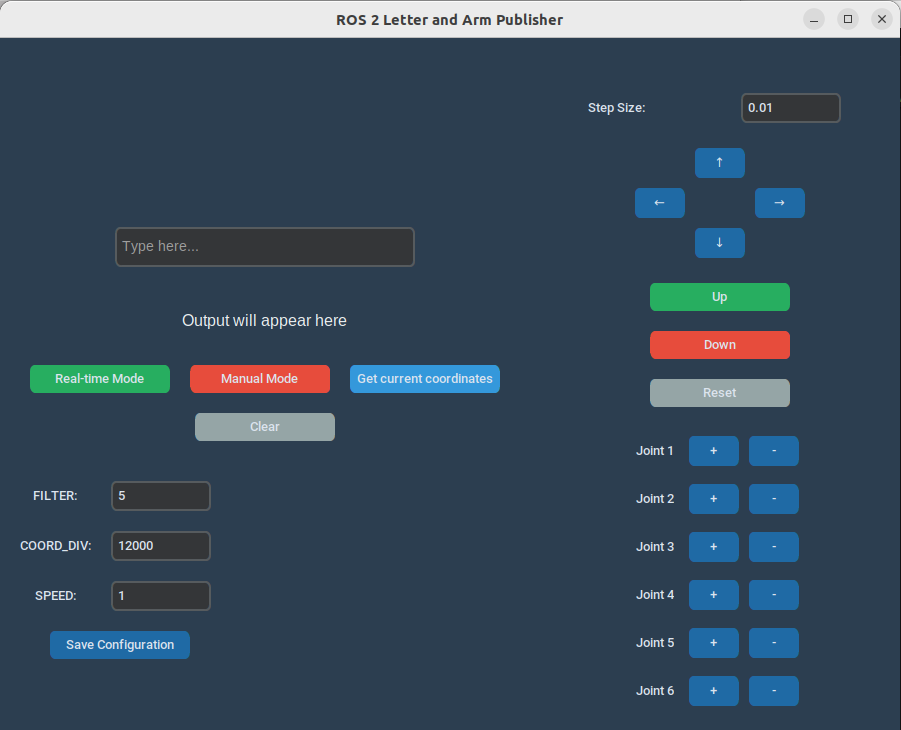 ROS 2 Letter and Arm Publisher
Type here...
Output will appear here
Real-time Mode Manual Mode Get current coordinates
Clear
FILTER: 5
COORD_DIV: 12000
SPEED: 1
Save Configuration
Step Size: 0.01
↑
← →
↓
Up
Down
Reset
Joint 1 + -
Joint 2 + -
Joint 3 + -
Joint 4 + -
Joint 5 + -
Joint 6 + -